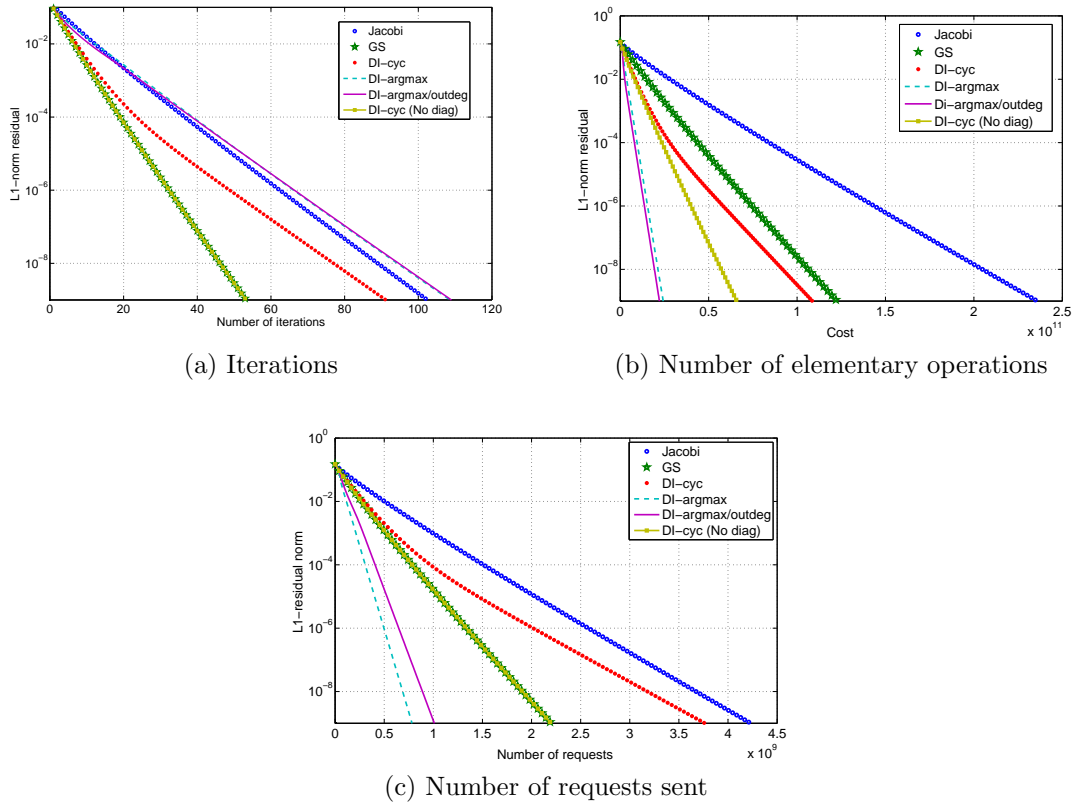 10^-2
10^-4
10^-6
10^-8
L1-norm residual
0
20
40
60
80
100
120
Number of iterations
Jacobi
GS
DI-cyc
DI-argmax
DI-argmax/outdeg
DI-cyc (No diag)
(a) Iterations
10^0
10^-2
10^-4
10^-6
10^-8
L1-norm residual
0
0.5
1
1.5
2
2.5
x 10^11
Cost
Jacobi
GS
DI-cyc
DI-argmax
Di-argmax/outdeg
DI-cyc (No diag)
(b) Number of elementary operations
10^0
10^-2
10^-4
10^-6
10^-8
L1-residual norm
0
0.5
1
1.5
2
2.5
3
3.5
4
4.5
x 10^9
Number of requests
Jacobi
GS
DI-cyc
DI-argmax
DI-argmax/outdeg
DI-cyc (No diag)
(c) Number of requests sent